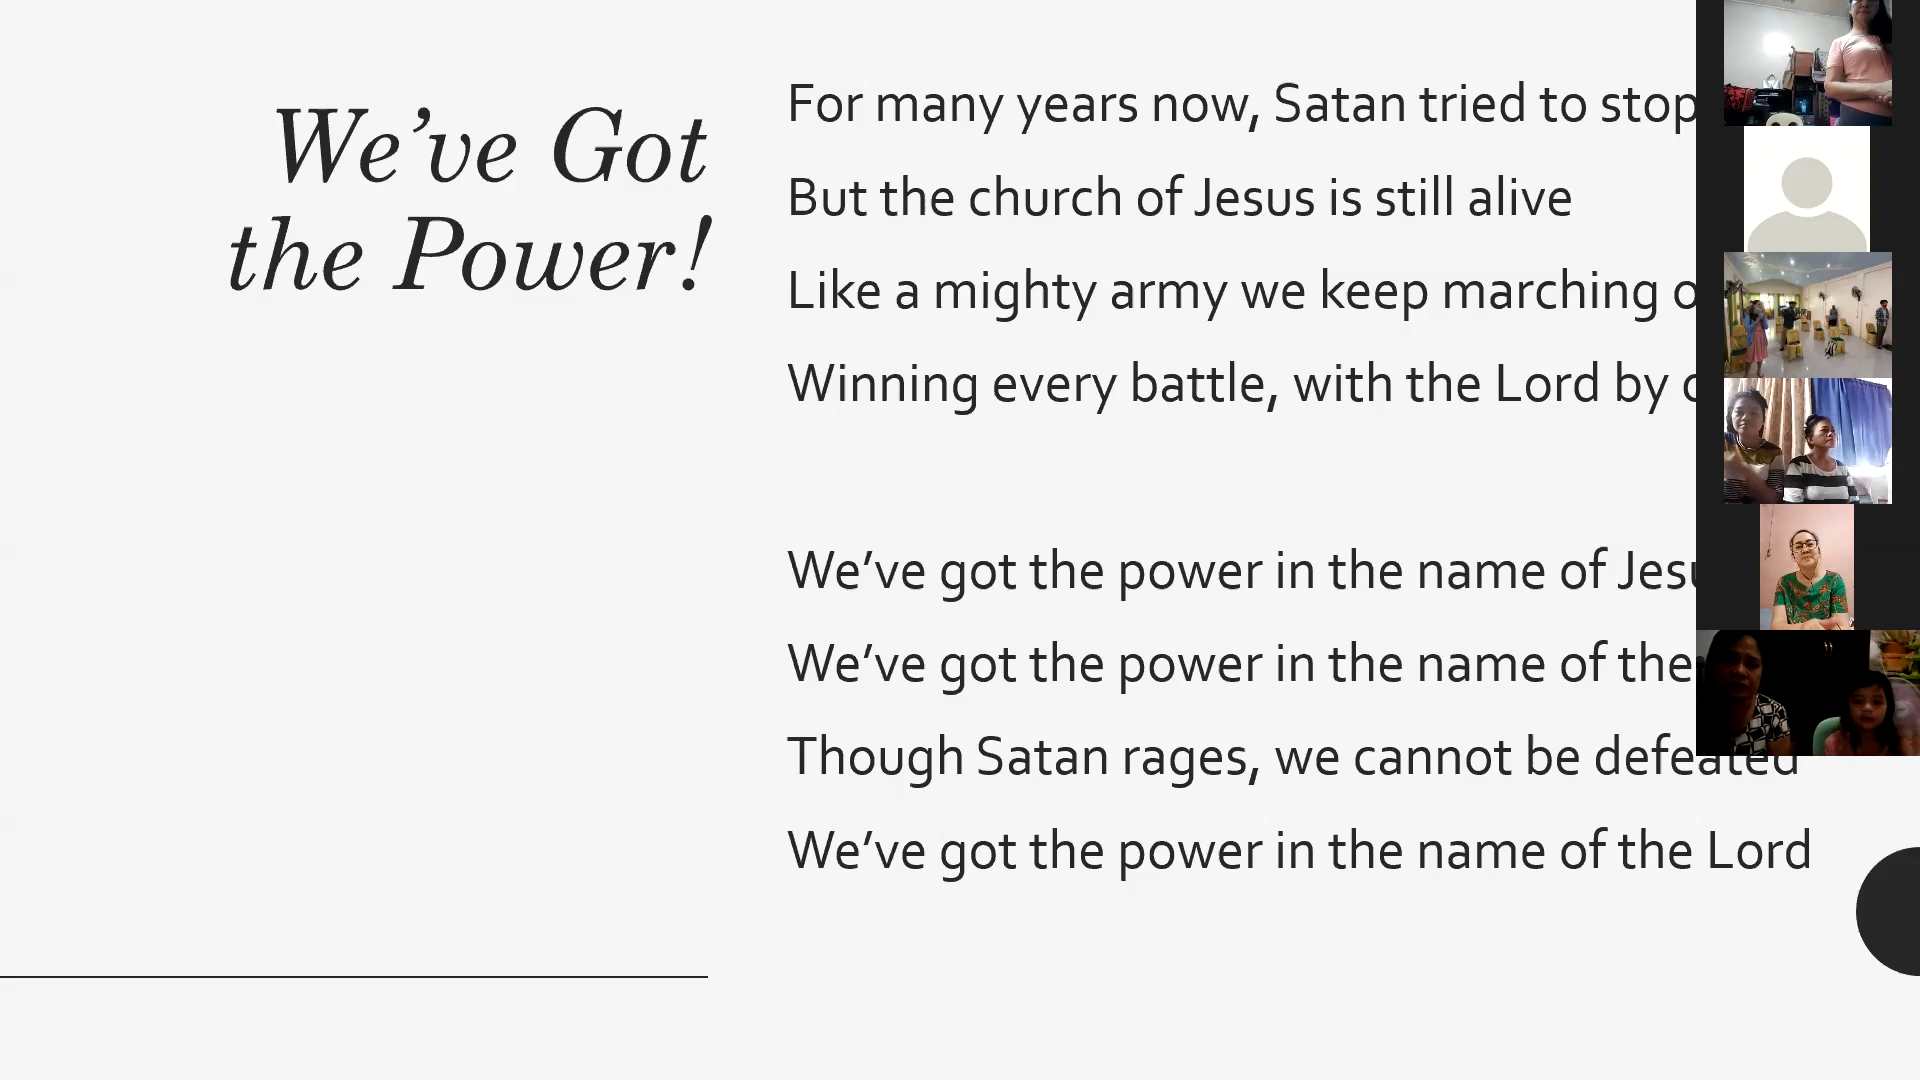 We’ve Got
the Power!
For many years now, Satan tried to stop
But the church of Jesus is still alive
Like a mighty army we keep marching
Winning every battle, with the Lord by
We’ve got the power in the name of
We’ve got the power in the name of the
Though Satan rages, we cannot be defeated
We’ve got the power in the name of the Lord